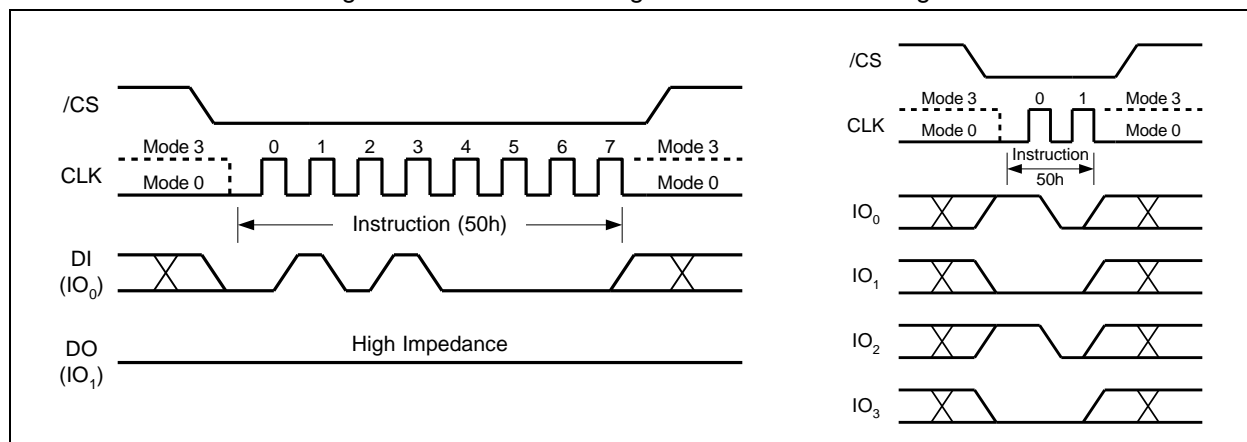 /CS
Mode 3
0 1 2 3 4 5 6 7
Mode 3
CLK
Mode 0
Mode 0
Instruction (50h)
DI
(IO0)
DO
(IO1)
High Impedance
/CS
Mode 3
0 1
Mode 3
CLK
Mode 0
Mode 0
Instruction
50h
IO0
IO1
IO2
IO3